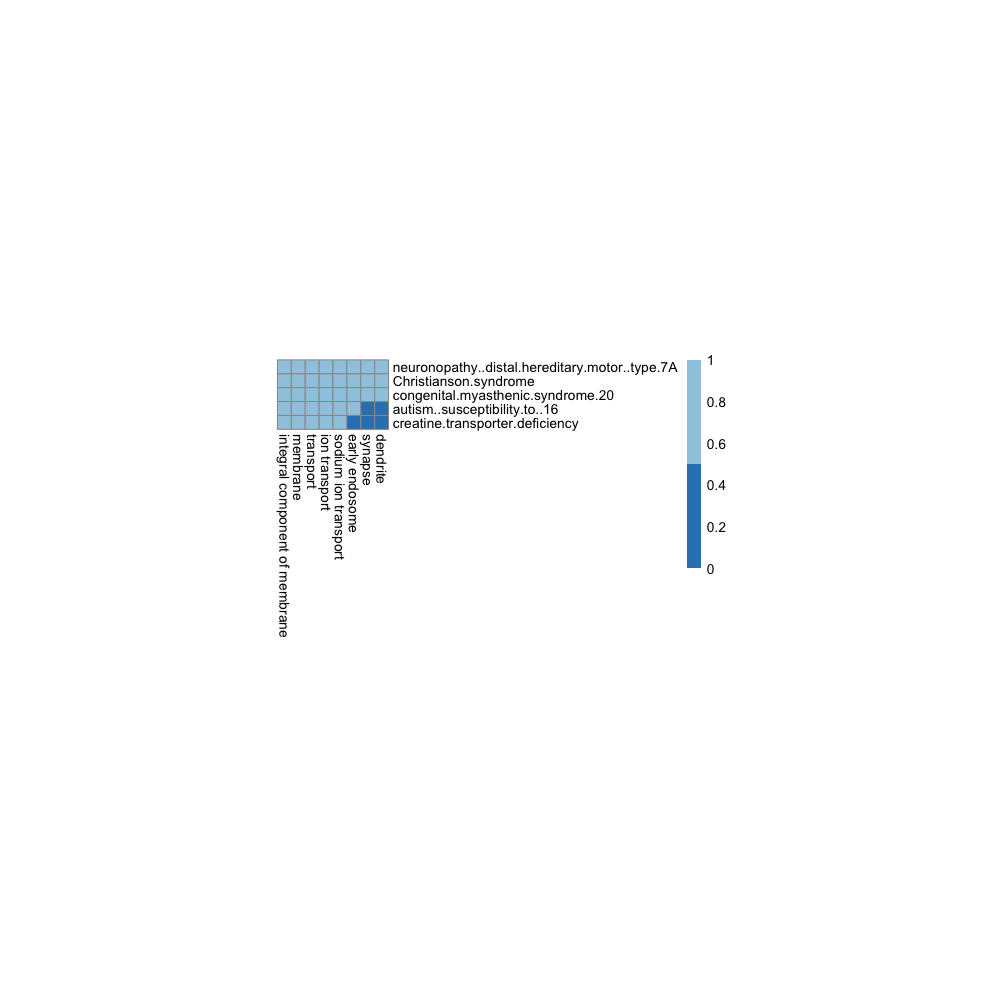 neuronopathy..distal.hereditary.motor..type.7A
Christianson.syndrome
congenital.myasthenic.syndrome.20
autism..susceptibility.to..16
creatine.transporter.deficiency
integral component of membrane
membrane
transport
ion transport
sodium ion transport
early endosome
synapse
dendrite
1
0.8
0.6
0.4
0.2
0